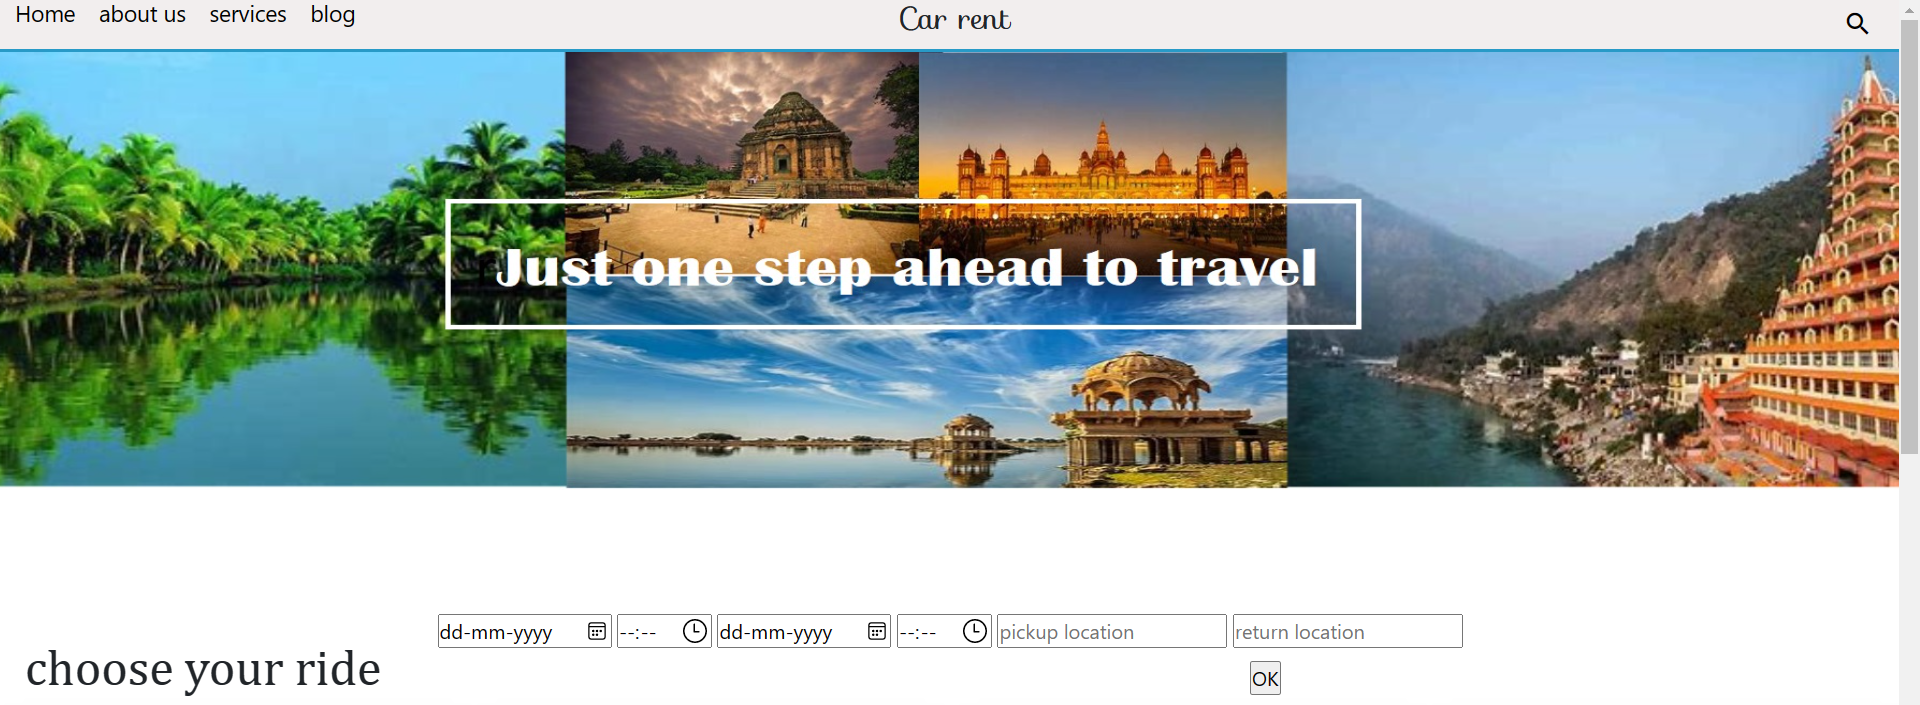 Home about us services blog
Car rent
Just one step ahead to travel
dd-mm-yyyy --:-- dd-mm-yyyy --:-- pickup location return location
choose your ride
OK